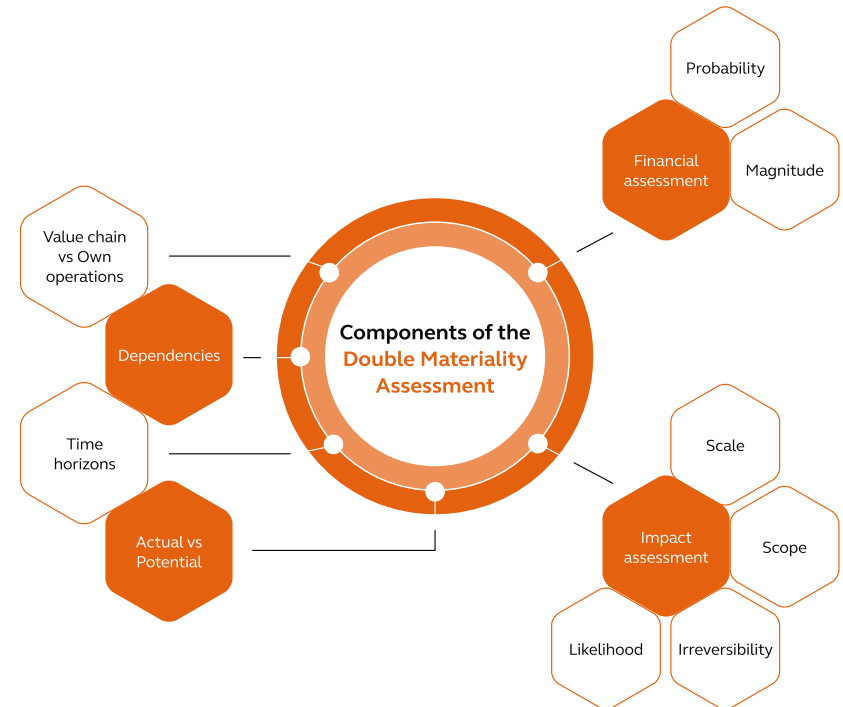 Probability
Financial
assessment
Magnitude
Value chain
vs Own
operations
Dependencies
Components of the
Double Materiality
Assessment
Time
horizons
Scale
Actual vs
Potential
Impact
assessment
Scope
Likelihood
Irreversibility